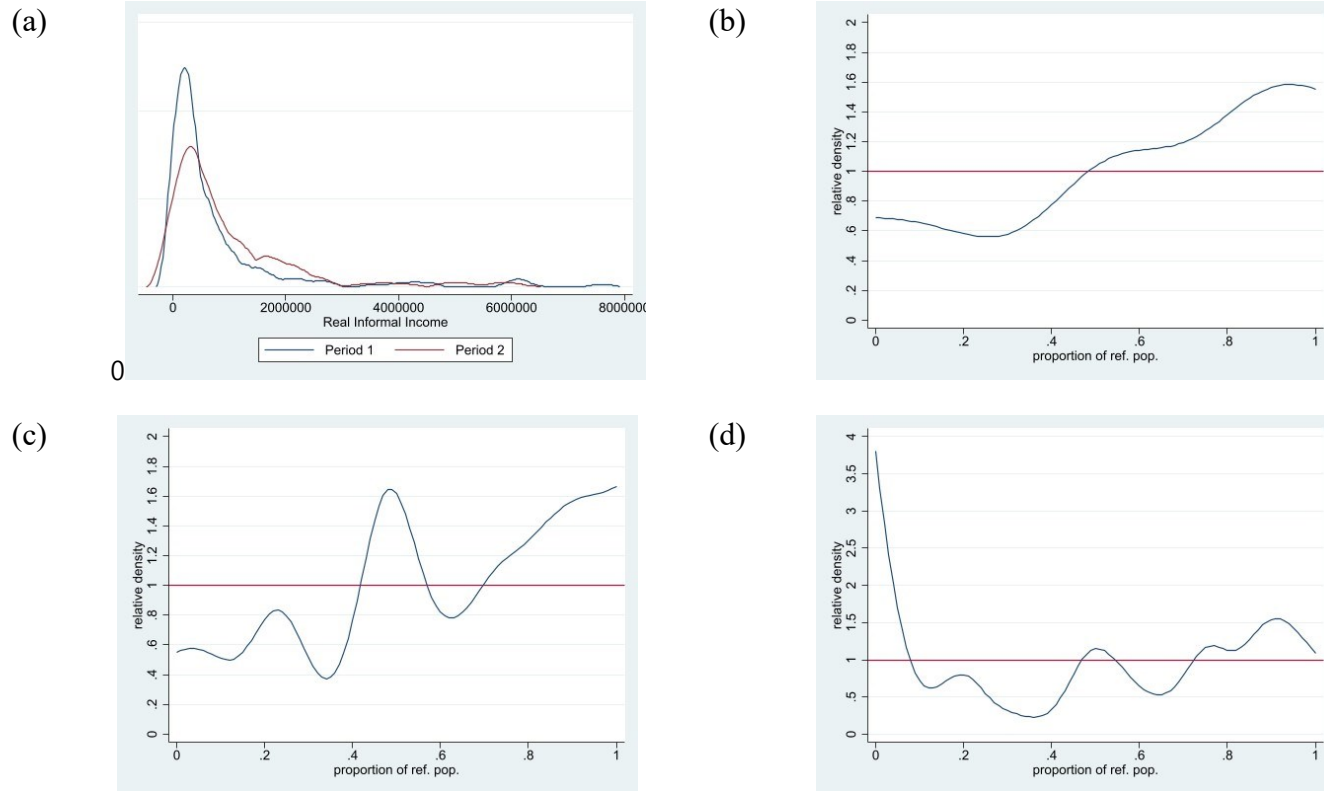 (a)
0 2000000 4000000 6000000 8000000
Real Informal Income
Period 1 Period 2
0
(b)
2
1.8
1.6
1.4
1.2
1
.8
.6
.4
.2
0
relative density
0 .2 .4 .6 .8 1
proportion of ref. pop.
(c)
2
1.8
1.6
1.4
1.2
1
.8
.6
.4
.2
0
relative density
0 .2 .4 .6 .8 1
proportion of ref. pop.
(d)
4
3.5
3
2.5
2
1.5
1
.5
0
relative density
0 .2 .4 .6 .8 1
proportion of ref. pop.